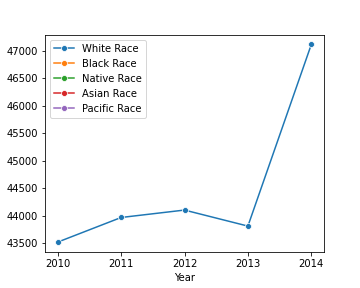 White Race
Black Race
Native Race
Asian Race
Pacific Race
47000
46500
46000
45500
45000
44500
44000
43500
2010 2011 2012 2013 2014
Year